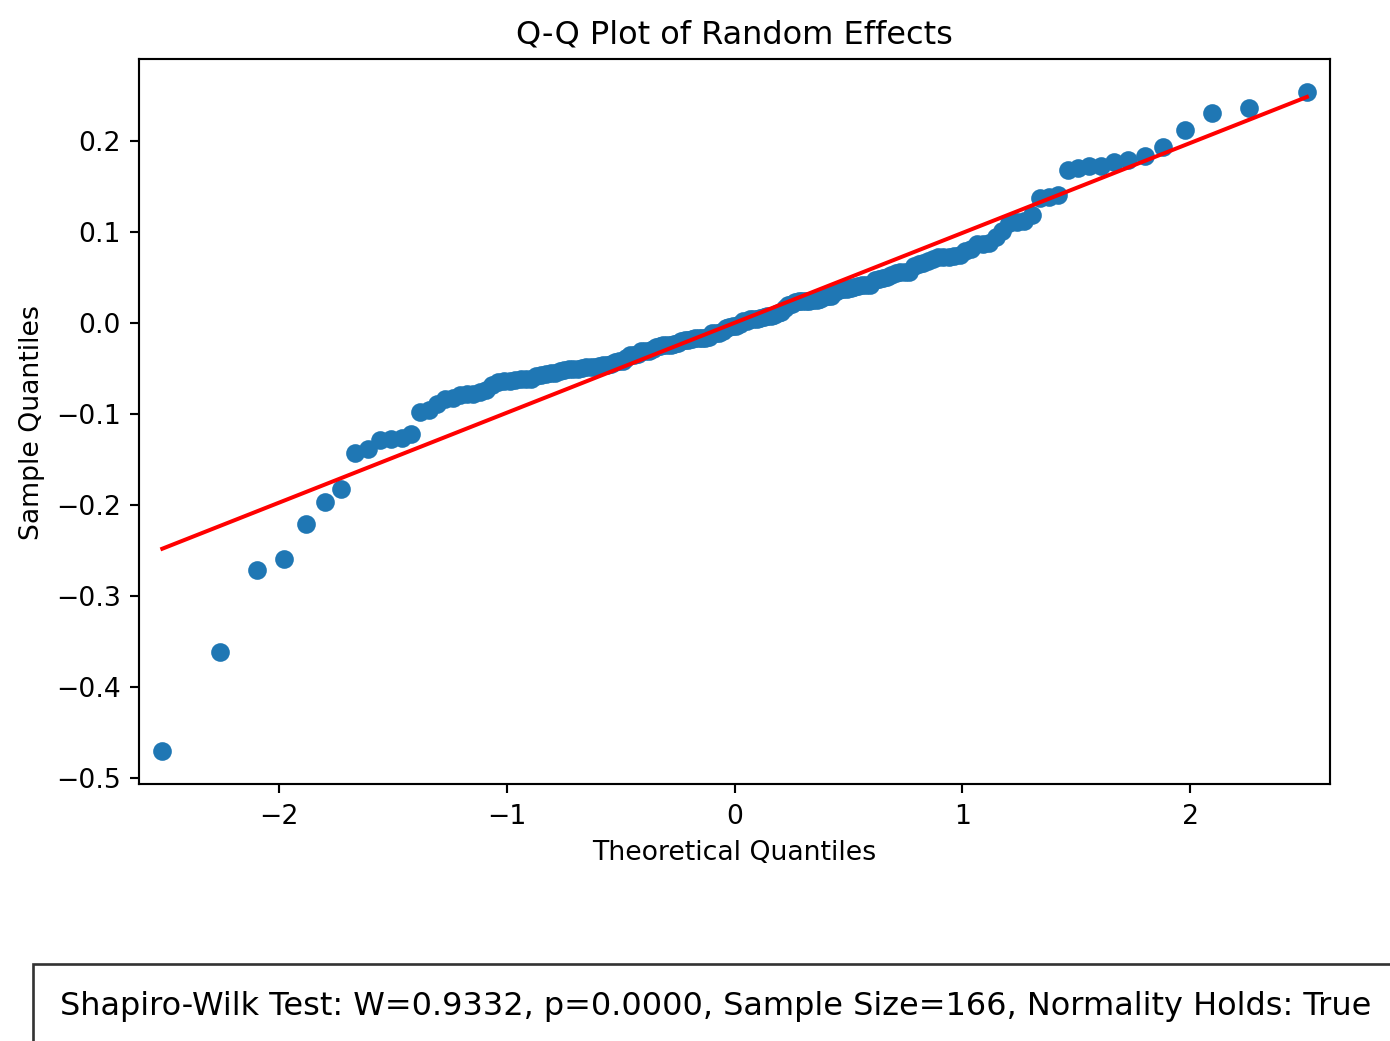 Q-Q Plot of Random Effects
0.2
0.1
0.0
−0.1
−0.2
−0.3
−0.4
−0.5
Sample Quantiles
−2 −1 0 1 2
Theoretical Quantiles
Shapiro-Wilk Test: W=0.9332, p=0.0000, Sample Size=166, Normality Holds: True